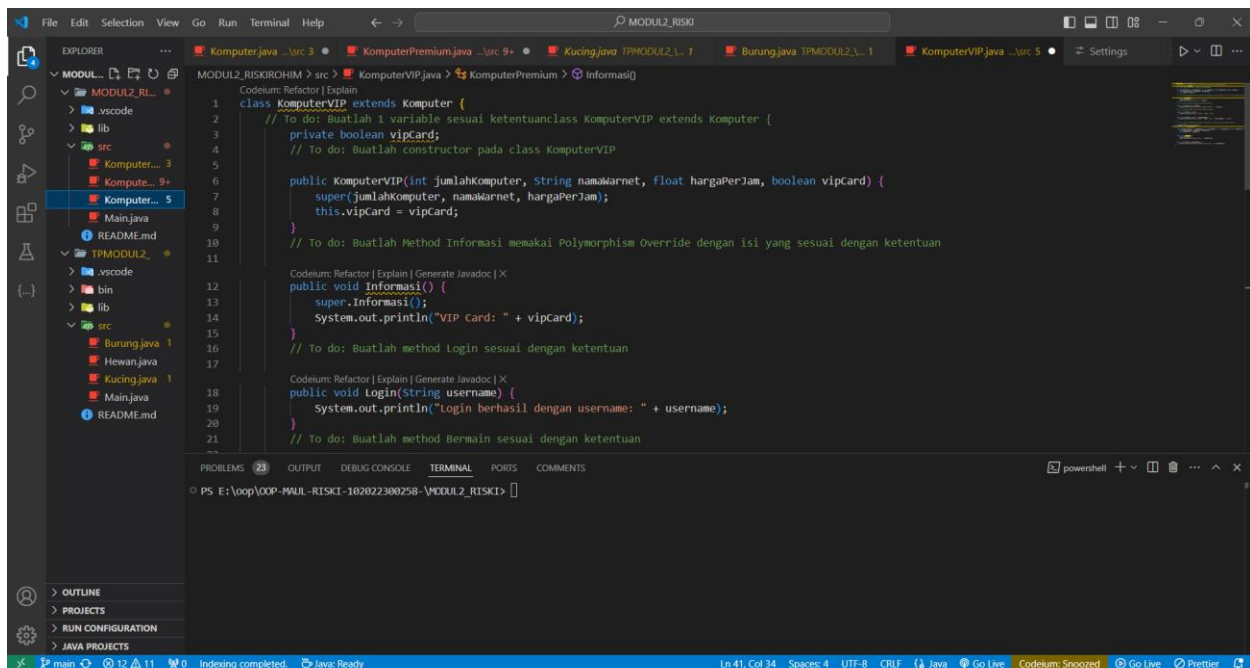 File Edit Selection View Go Run Terminal Help
MODUL2_RISKI
EXPLORER
Komputer.java ...\src 3
KomputerPremium.java ...\src 9+
Kucing.java TPMODUL2_\... 1
Burung.java TPMODUL2_\... 1
KomputerVIP.java ...\src 5
Settings
MODUL...
MODUL2_RI...
.vscode
lib
src
Komputer.... 3
Kompute... 9+
Komputer... 5
Main.java
README.md
TPMODUL2_
.vscode
bin
lib
src
Burung.java 1
Hewan.java
Kucing.java 1
Main.java
README.md
MODUL2_RISKIROHIM > src > KomputerVIP.java > KomputerPremium > Informasi()
Codeium: Refactor | Explain
1 class KomputerVIP extends Komputer {
2 // To do: Buatlah 1 variable sesuai ketentuanclass KomputerVIP extends Komputer {
3 private boolean vipCard;
4 // To do: Buatlah constructor pada class KomputerVIP
5
6 public KomputerVIP(int jumlahKomputer, String namaWarnet, float hargaPerJam, boolean vipCard) {
7 super(jumlahKomputer, namaWarnet, hargaPerJam);
8 this.vipCard = vipCard;
9 }
10 // To do: Buatlah Method Informasi memakai Polymorphism Override dengan isi yang sesuai dengan ketentuan
11
Codeium: Refactor | Explain | Generate Javadoc | X
12 public void Informasi() {
13 super.Informasi();
14 System.out.println("VIP Card: " + vipCard);
15 }
16 // To do: Buatlah method Login sesuai dengan ketentuan
17
Codeium: Refactor | Explain | Generate Javadoc | X
18 public void Login(String username) {
19 System.out.println("Login berhasil dengan username: " + username);
20 }
21 // To do: Buatlah method Bermain sesuai dengan ketentuan
PROBLEMS 23 OUTPUT DEBUG CONSOLE TERMINAL PORTS COMMENTS
powershell
PS E:\oop\OOP-MAUL-RISKI-102022300258-\MODUL2_RISKI>
OUTLINE
PROJECTS
RUN CONFIGURATION
JAVA PROJECTS
main 12 11 0 Indexing completed. Java: Ready
Ln 41, Col 34 Spaces: 4 UTF-8 CRLF Java Go Live Codeium: Snoozed Go Live Prettier